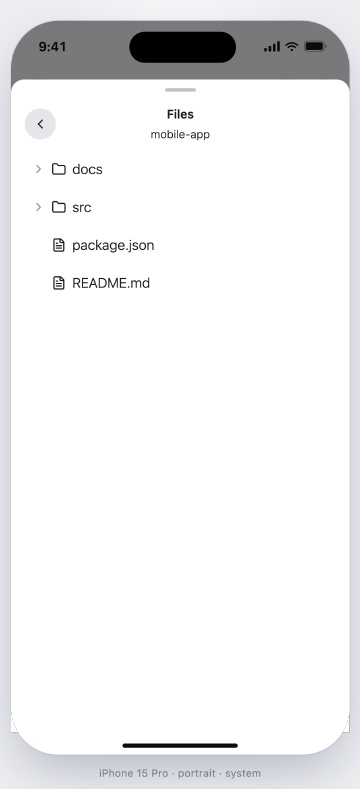 9:41
Files
mobile-app
docs
src
package.json
README.md
iPhone 15 Pro · portrait · system